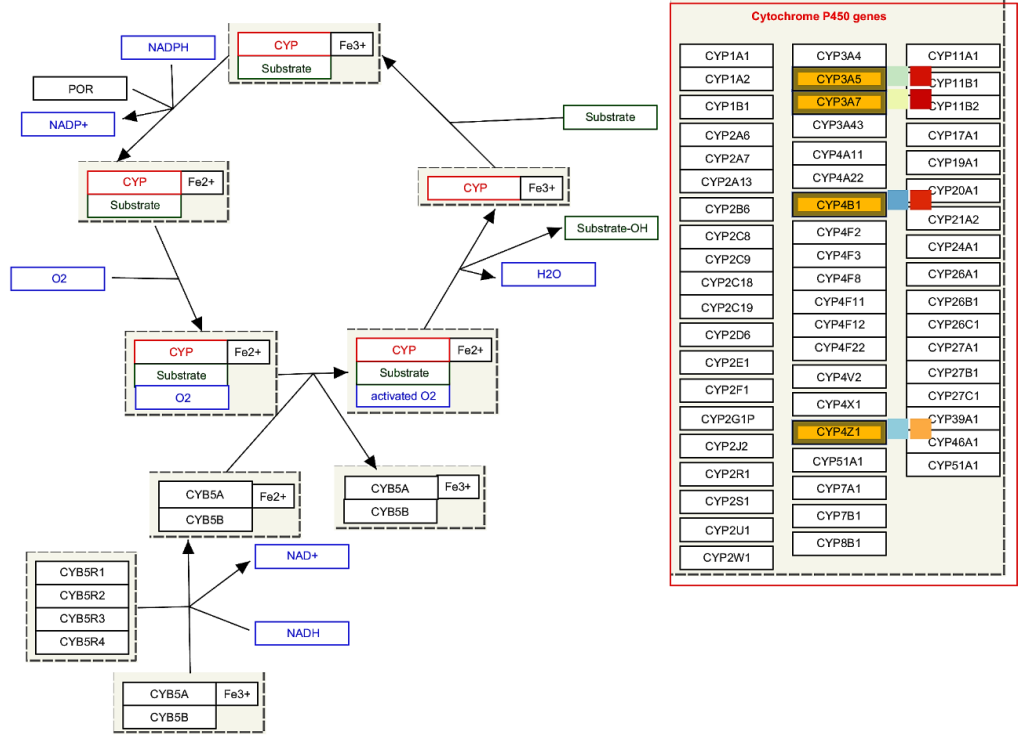 NADPH
POR
NADP+
CYP Fe3+
Substrate
Substrate
CYP Fe2+
Substrate
CYP Fe3+
Substrate-OH
H2O
O2
CYP Fe2+
Substrate
O2
CYP Fe2+
Substrate
activated O2
CYB5A Fe2+
CYB5B
CYB5A Fe3+
CYB5B
NAD+
CYB5R1
CYB5R2
CYB5R3
CYB5R4
NADH
CYB5A Fe3+
CYB5B
Cytochrome P450 genes
CYP1A1
CYP1A2
CYP1B1
CYP2A6
CYP2A7
CYP2A13
CYP2B6
CYP2C8
CYP2C9
CYP2C18
CYP2C19
CYP2D6
CYP2E1
CYP2F1
CYP2G1P
CYP2J2
CYP2R1
CYP2S1
CYP2U1
CYP2W1
CYP3A4
CYP3A5
CYP3A7
CYP3A43
CYP4A11
CYP4A22
CYP4B1
CYP4F2
CYP4F3
CYP4F8
CYP4F11
CYP4F12
CYP4F22
CYP4V2
CYP4X1
CYP4Z1
CYP51A1
CYP7A1
CYP7B1
CYP8B1
CYP11A1
CYP11B1
CYP11B2
CYP17A1
CYP19A1
CYP20A1
CYP21A2
CYP24A1
CYP26A1
CYP26B1
CYP26C1
CYP27A1
CYP27B1
CYP27C1
CYP39A1
CYP46A1
CYP51A1